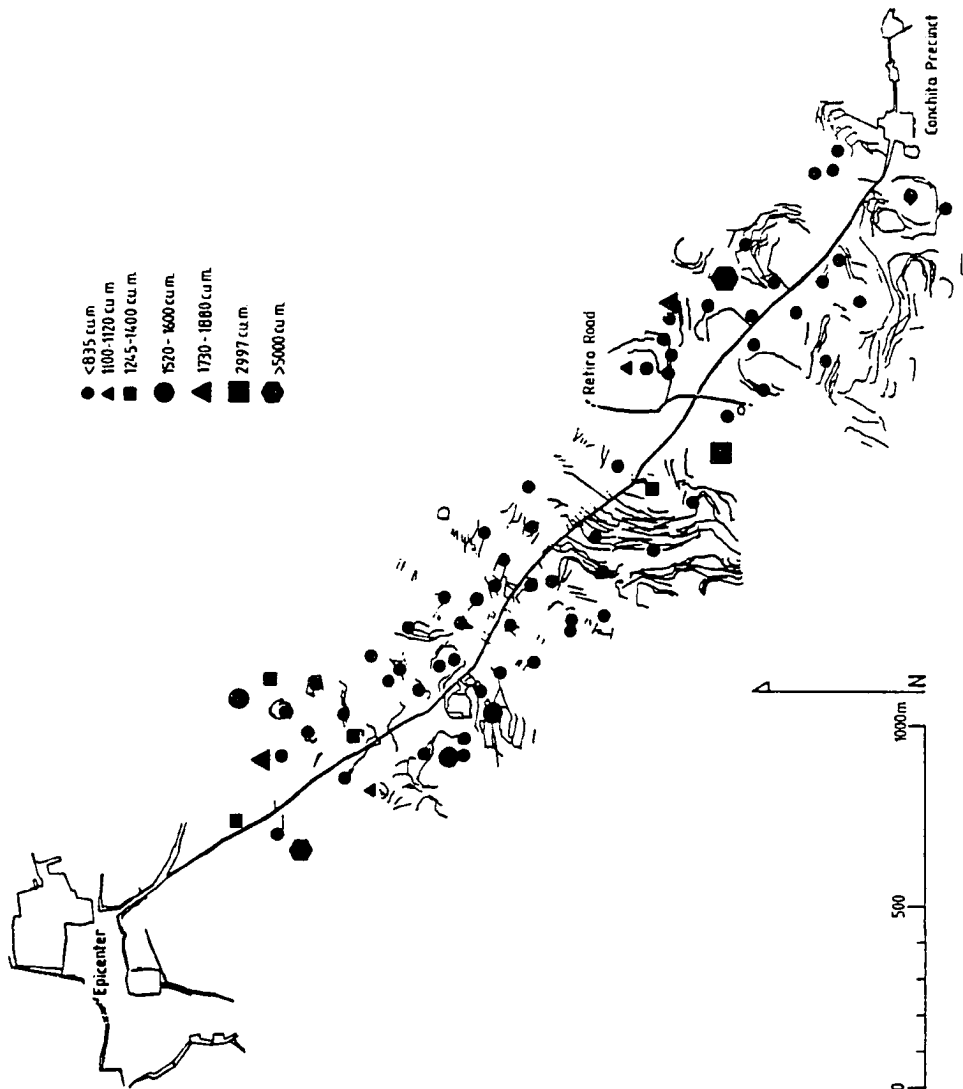 <835 cu.m
1100-1120 cu m
1245-1400 cu m.
1520 - 1600 cu m.
1730 - 1880 cu.m.
2997 cu m.
>5000 cu m.
Epicenter
Retiro Road
Conchita Precinct
N
0
500
1000m